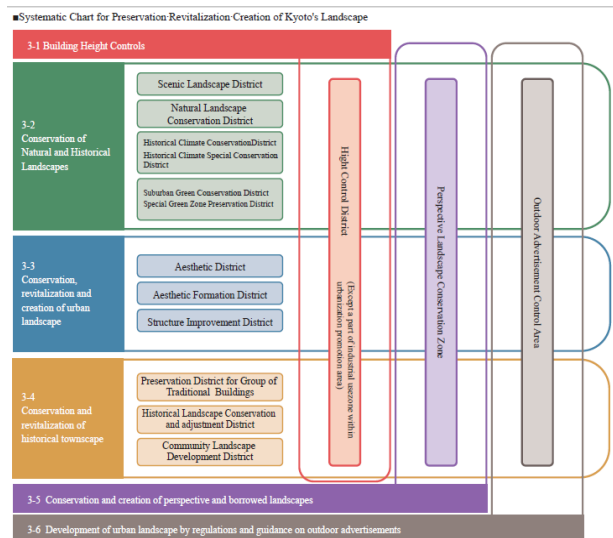 ■Systematic Chart for Preservation·Revitalization·Creation of Kyoto's Landscape
3-1 Building Height Controls
3-2
Conservation of
Natural and Historical
Landscapes
Scenic Landscape District
Natural Landscape
Conservation District
Historical Climate ConservationDistrict
Historical Climate Special Conservation
District
Suburban Green Conservation District
Special Green Zone Preservation District
3-3
Conservation,
revitalization and
creation of urban
landscape
Aesthetic District
Aesthetic Formation District
Structure Improvement District
3-4
Conservation and
revitalization of
historical townscape
Preservation District for Group of
Traditional Buildings
Historical Landscape Conservation
and adjustment District
Community Landscape
Development District
Hight Control District
(Except a part of industrial usezone within
urbanization promotion area)
Perspective Landscape Conservation Zone
Outdoor Advertisement Control Area
3-5 Conservation and creation of perspective and borrowed landscapes
3-6 Development of urban landscape by regulations and guidance on outdoor advertisements